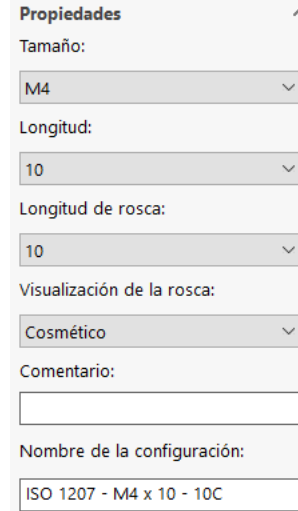 Propiedades
Tamaño:
M4
Longitud:
10
Longitud de rosca:
10
Visualización de la rosca:
Cosmético
Comentario:
Nombre de la configuración:
ISO 1207 - M4 x 10 - 10C